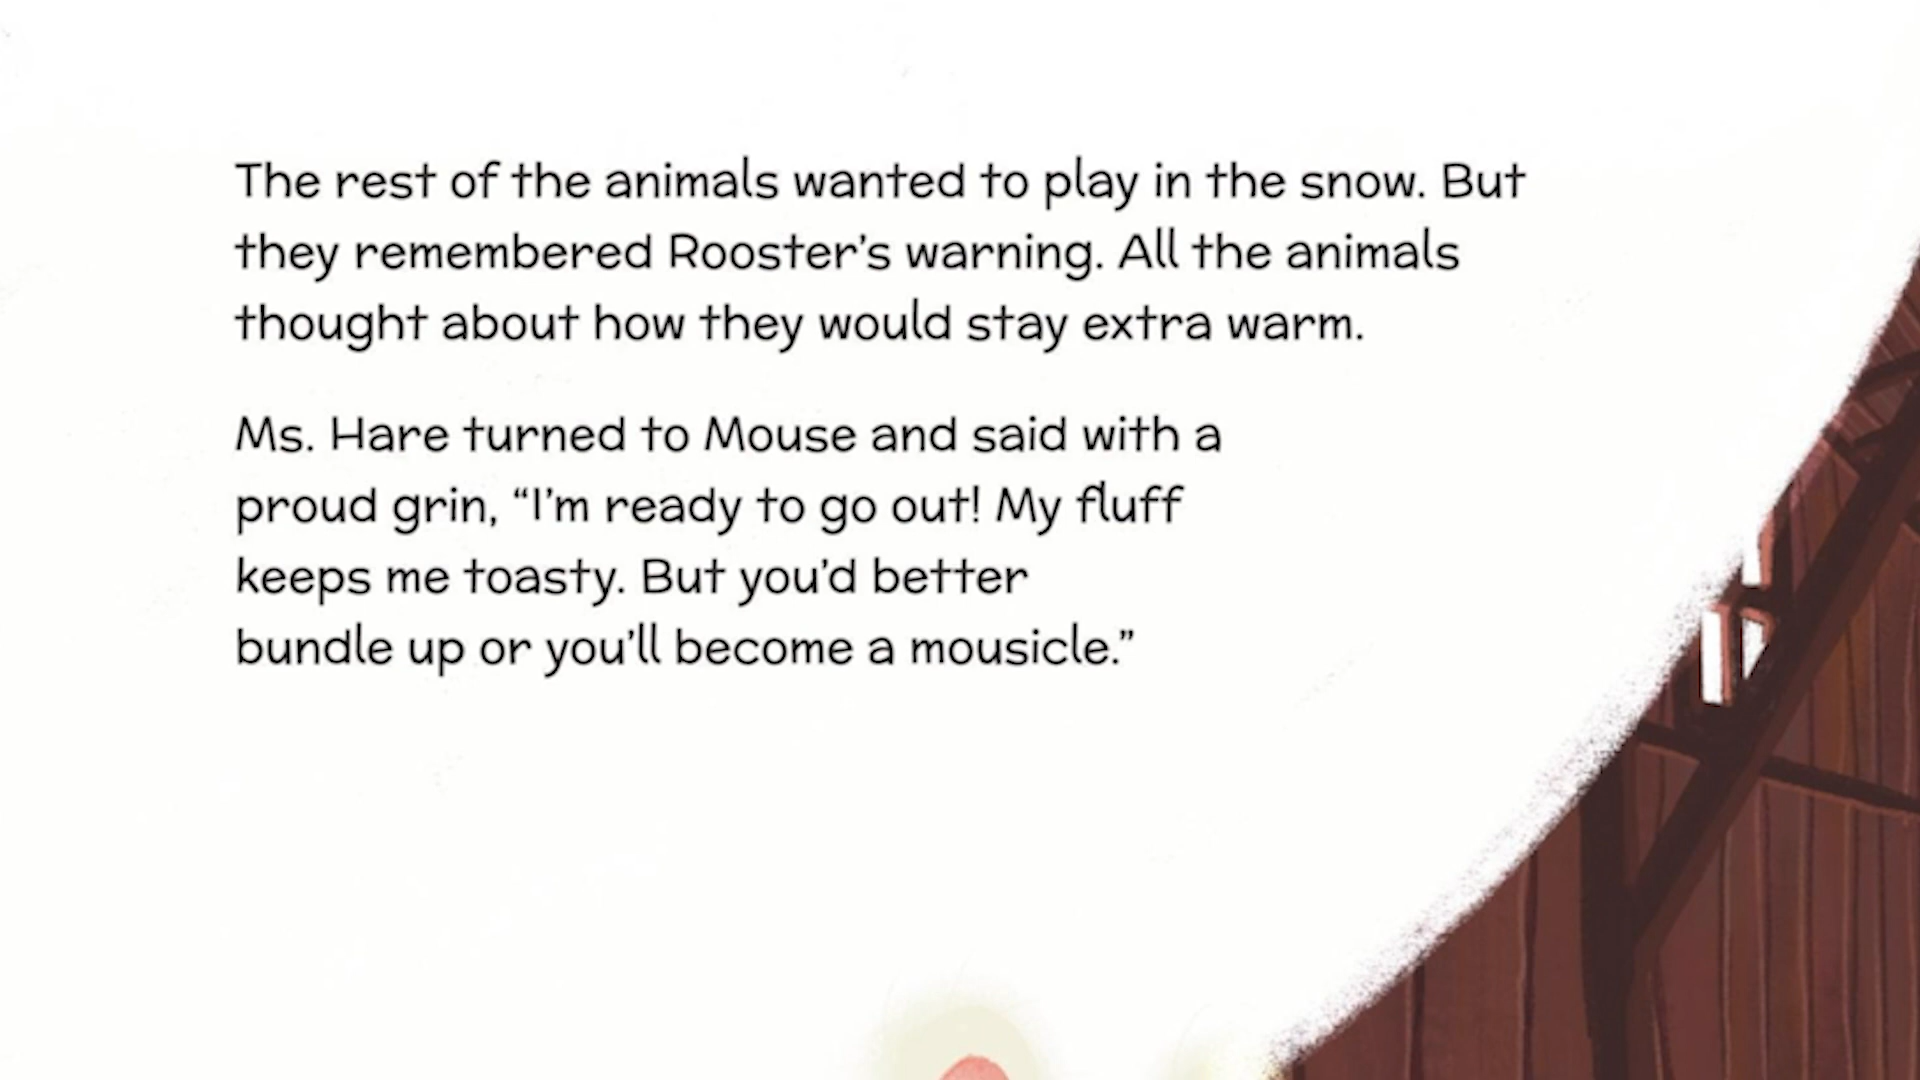 The rest of the animals wanted to play in the snow. But
they remembered Rooster’s warning. All the animals
thought about how they would stay extra warm.
Ms. Hare turned to Mouse and said with a
proud grin, “I’m ready to go out! My fluff
keeps me toasty. But you’d better
bundle up or you’ll become a mousicle.”